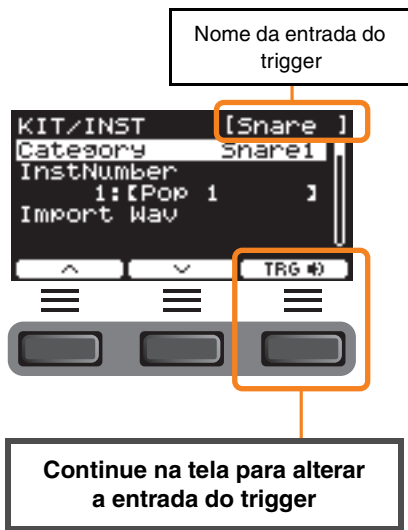 Nome da entrada do
trigger
KIT/INST [Snare ]
Category Snare1
InstNumber
1:[Pop 1 ]
Import Wav
TRG
Continue na tela para alterar
a entrada do trigger